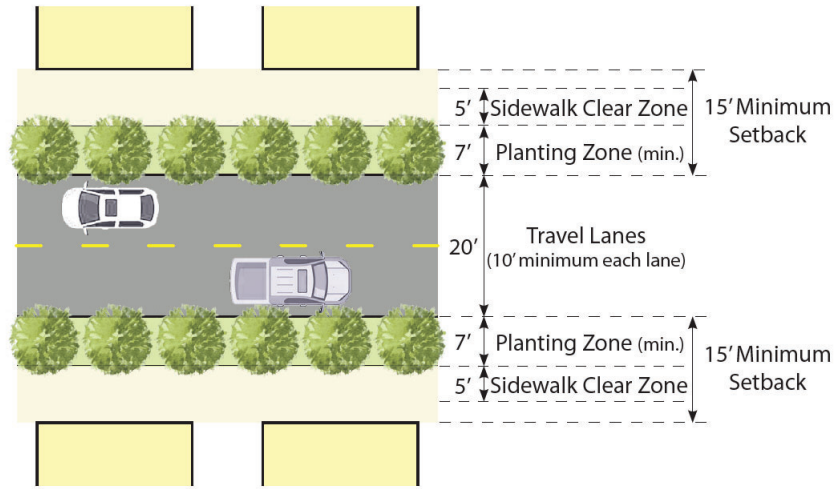 5’ Sidewalk Clear Zone
15’ Minimum
Setback
7’ Planting Zone (min.)
20’ Travel Lanes
(10’ minimum each lane)
7’ Planting Zone (min.)
15’ Minimum
Setback
5’ Sidewalk Clear Zone